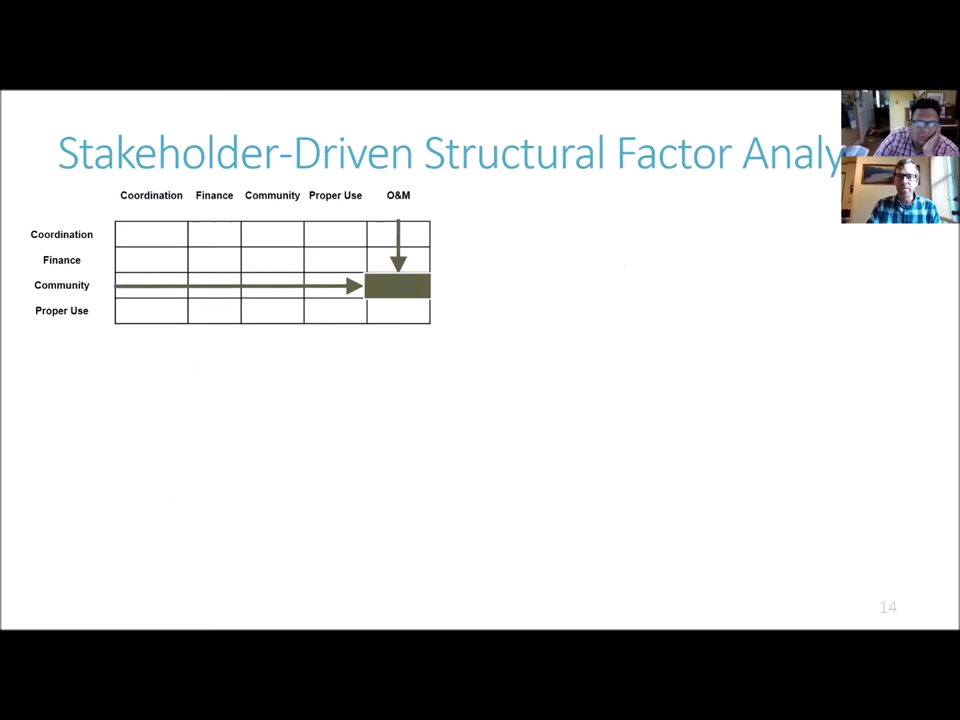 Stakeholder-Driven Structural Factor Analy
Coordination Finance Community Proper Use O&M
Coordination
Finance
Community
Proper Use
14